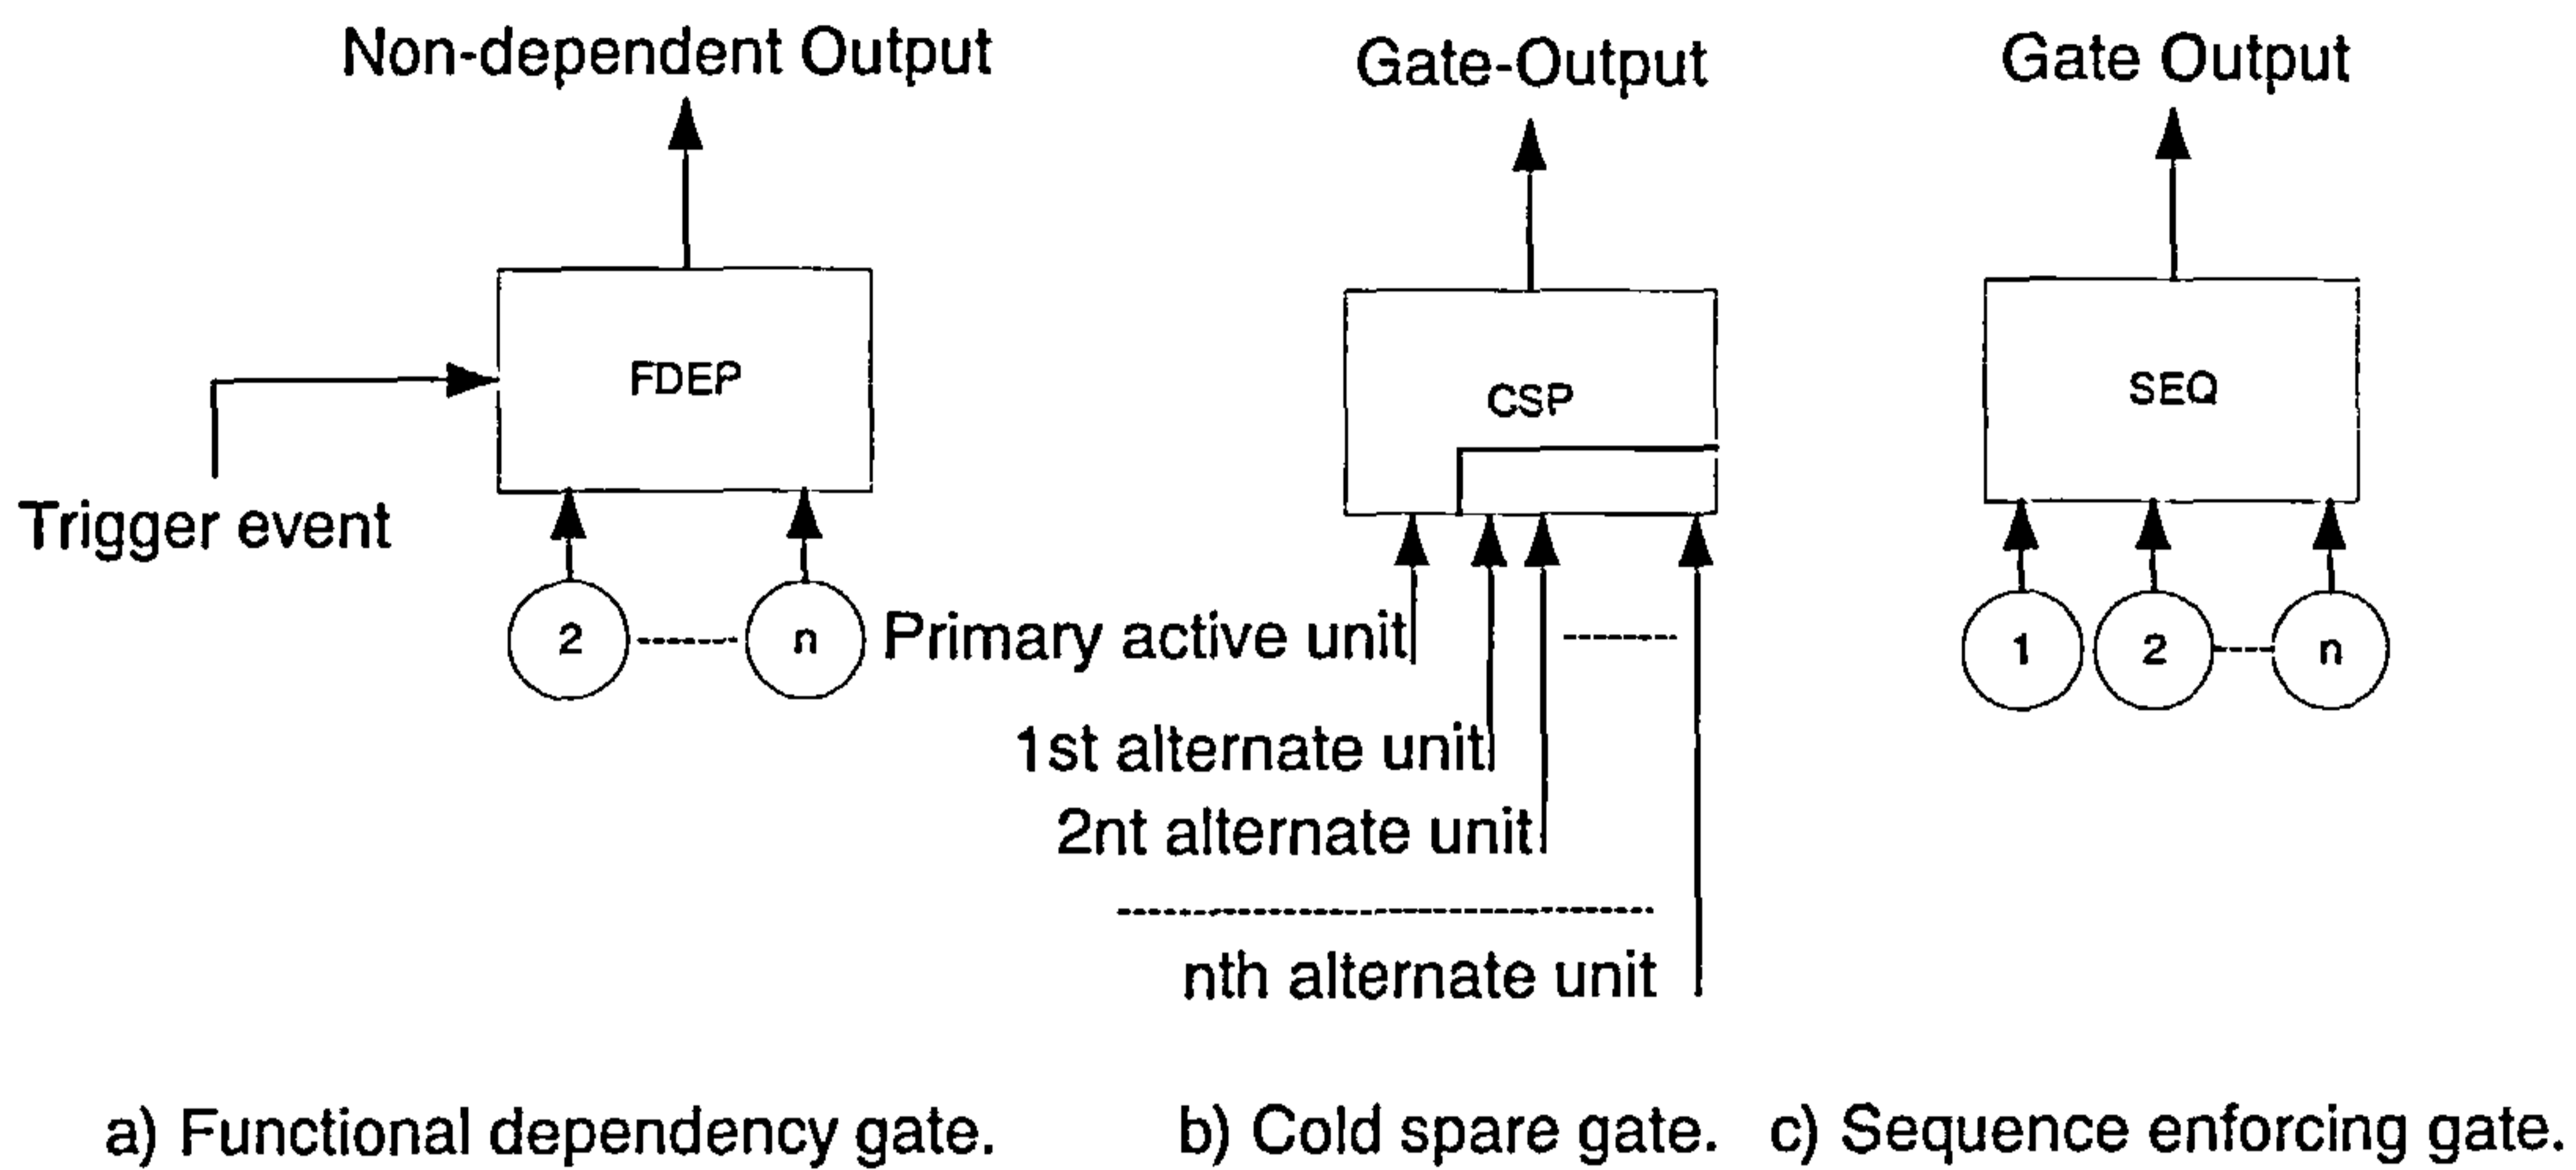 Non-dependent Output
FDEP
Trigger event
2
n
Gate-Output
CSP
Primary active unit
1st alternate unit
2nt alternate unit
nth alternate unit
Gate Output
SEQ
1
2
n
a) Functional dependency gate.
b) Cold spare gate.
c) Sequence enforcing gate.